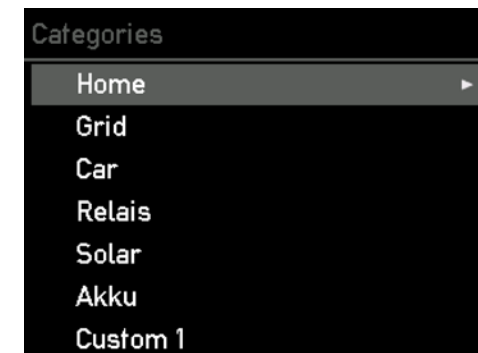 Categories
Home
Grid
Car
Relais
Solar
Akku
Custom 1